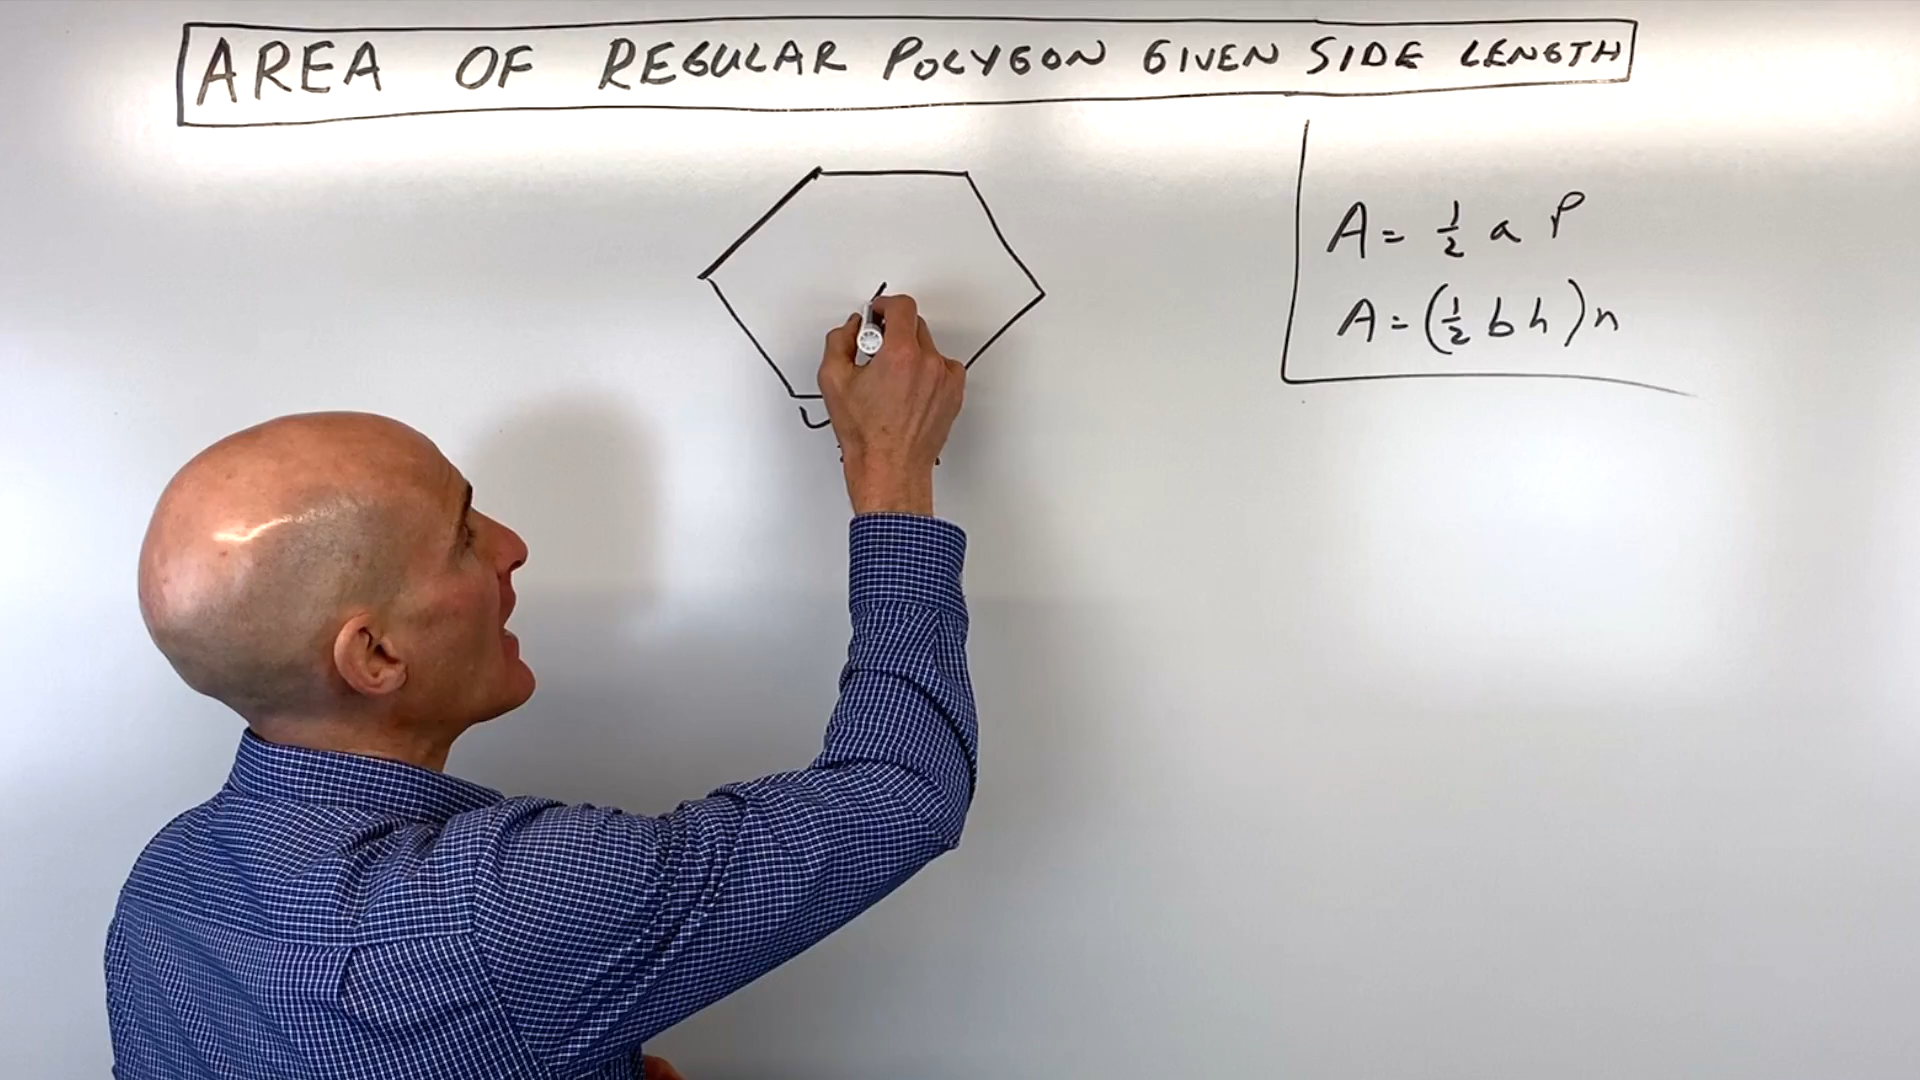 AREA OF REGULAR POLYGON GIVEN SIDE LENGTH
A = 1/2 a P
A = (1/2 b h) n